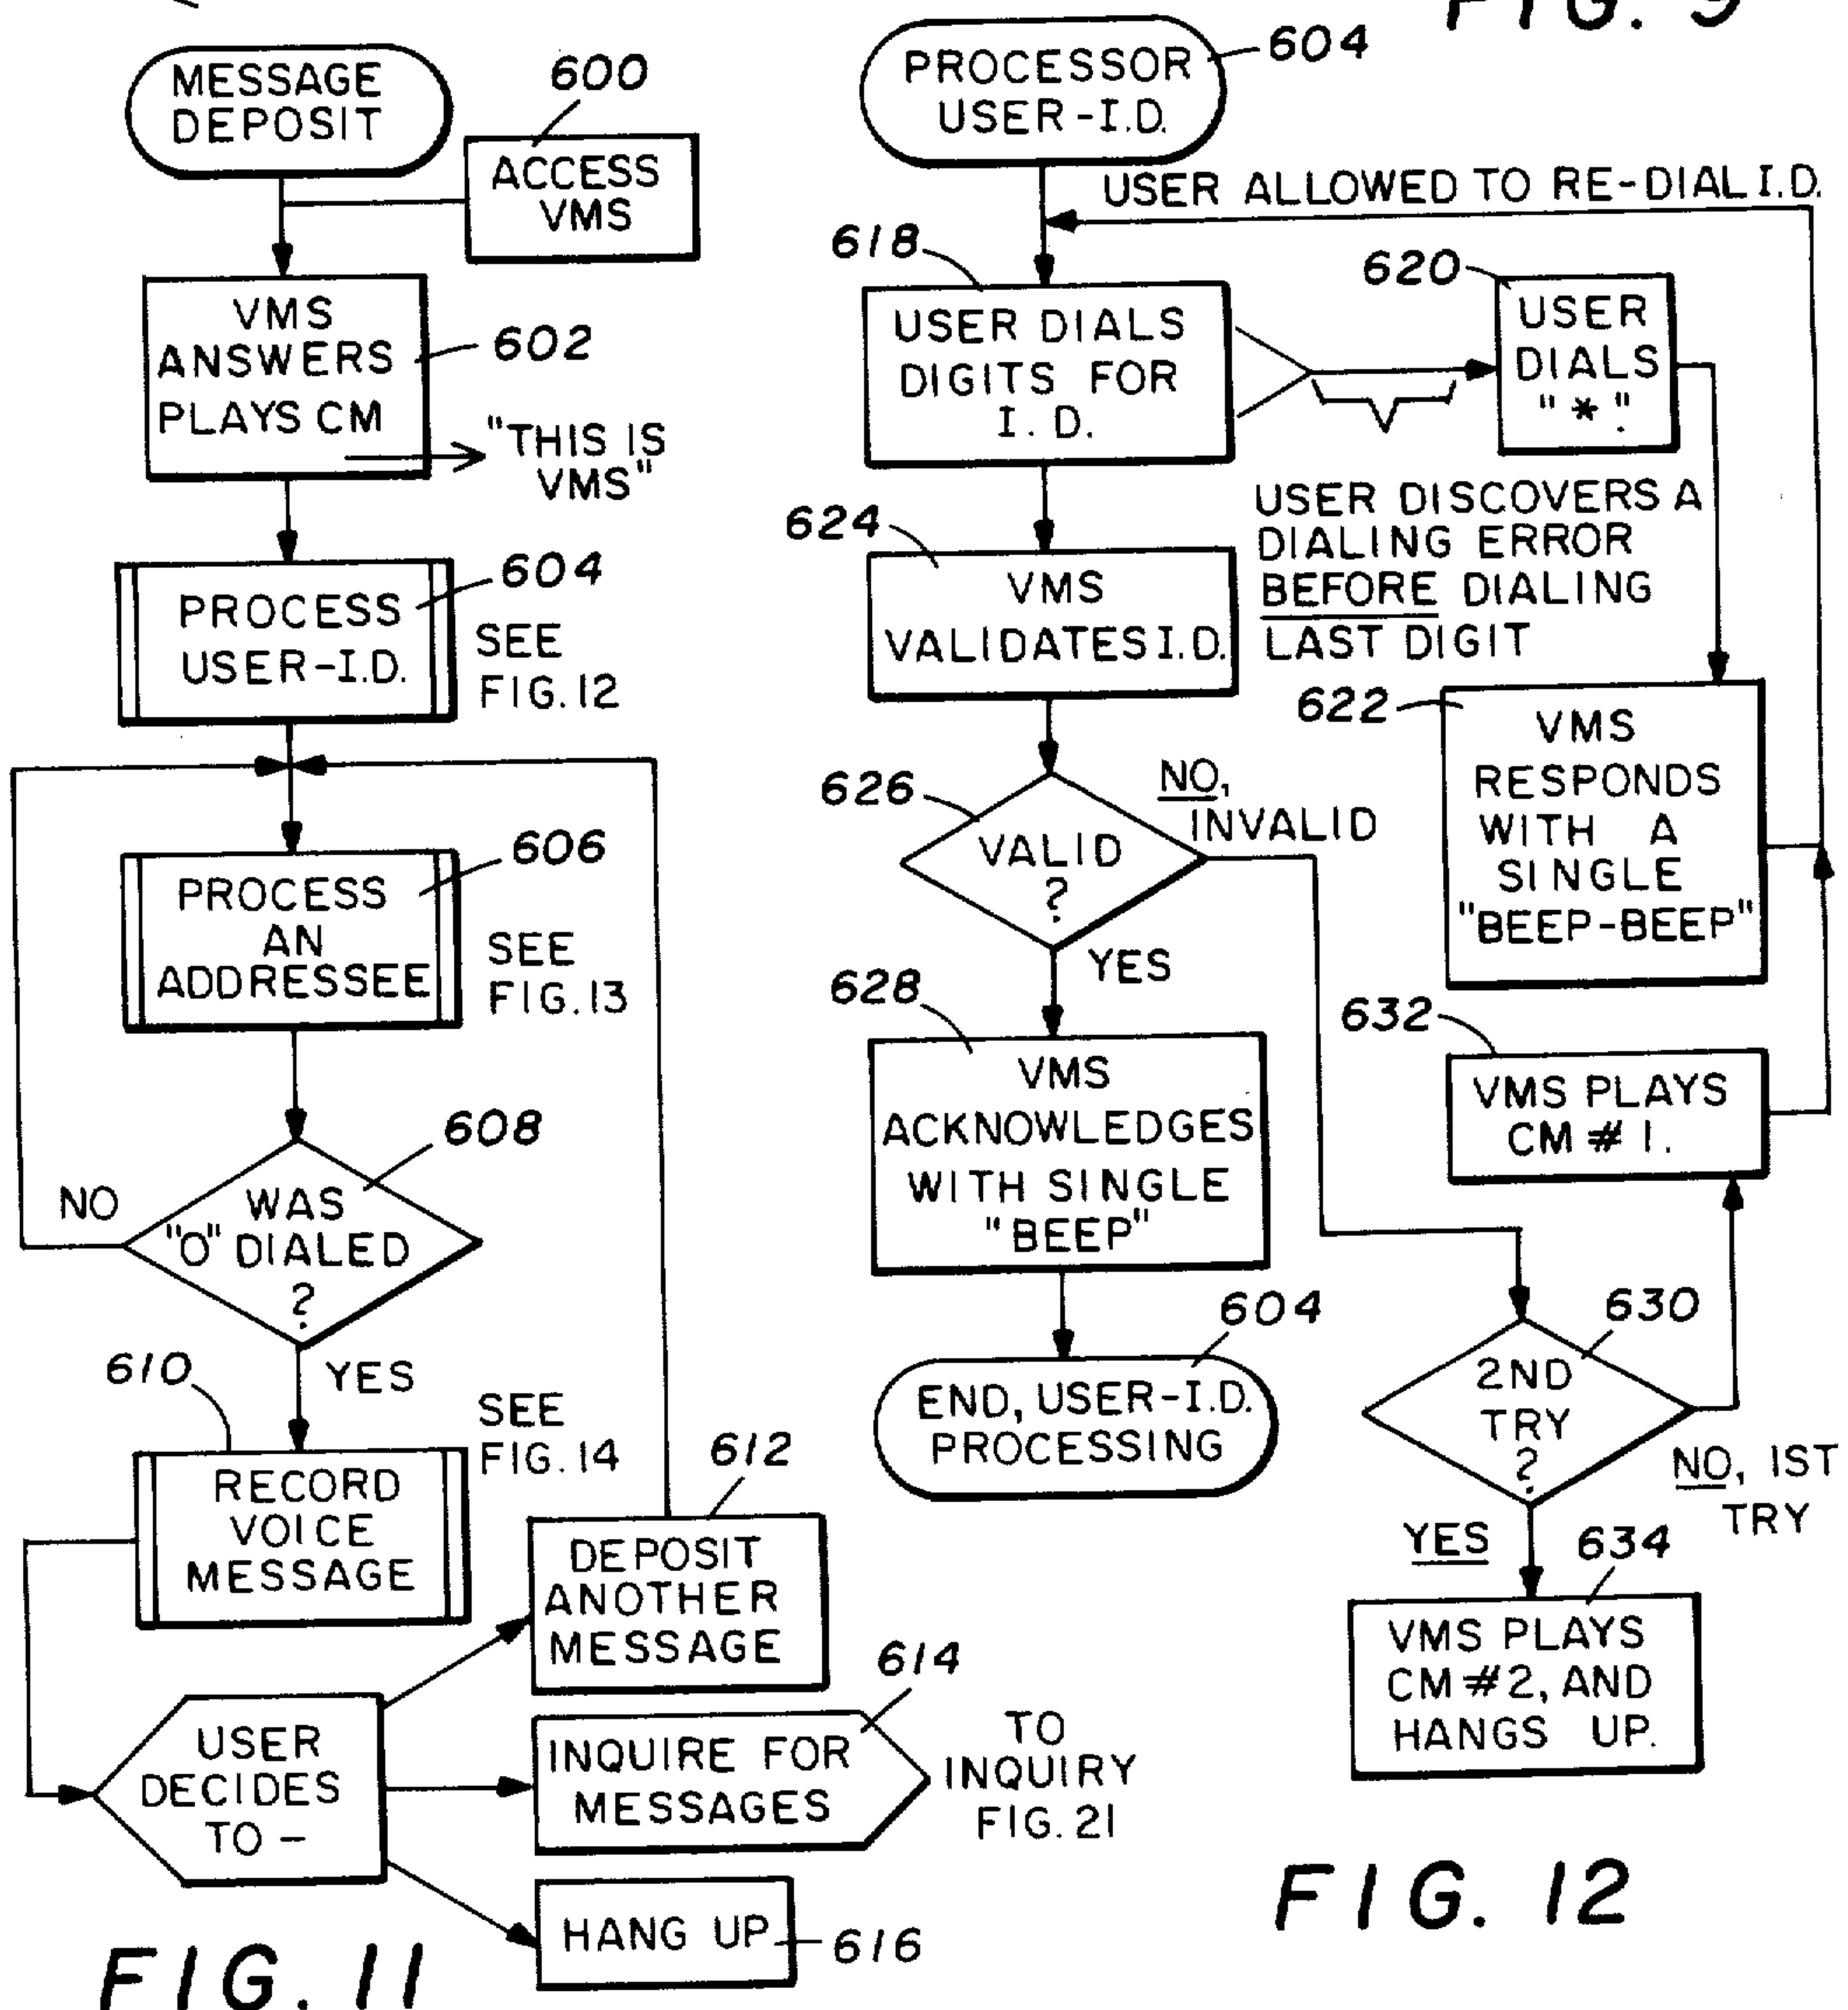 FIG. 9
MESSAGE
DEPOSIT
600
ACCESS
VMS
VMS
ANSWERS
PLAYS CM
602
"THIS IS
VMS"
PROCESS
USER-I.D.
604
SEE
FIG. 12
PROCESS
AN
ADDRESSEE
606
SEE
FIG. 13
608
WAS
"O" DIALED
?
NO
YES
610
SEE
FIG. 14
RECORD
VOICE
MESSAGE
612
DEPOSIT
ANOTHER
MESSAGE
USER
DECIDES
TO –
614
INQUIRE FOR
MESSAGES
TO
INQUIRY
FIG. 21
HANG UP
616
FIG. 11
PROCESSOR
USER-I.D.
604
USER ALLOWED TO RE-DIAL I.D.
618
USER DIALS
DIGITS FOR
I.D.
620
USER
DIALS
"*".
USER DISCOVERS A
DIALING ERROR
BEFORE DIALING
LAST DIGIT
624
VMS
VALIDATES I.D.
622
VMS
RESPONDS
WITH A
SINGLE
"BEEP-BEEP"
626
VALID
?
NO,
INVALID
YES
628
VMS
ACKNOWLEDGES
WITH SINGLE
"BEEP"
632
VMS PLAYS
CM # 1.
604
END, USER-I.D.
PROCESSING
630
2ND
TRY
?
NO, 1ST
TRY
YES
634
VMS PLAYS
CM #2, AND
HANGS UP.
FIG. 12